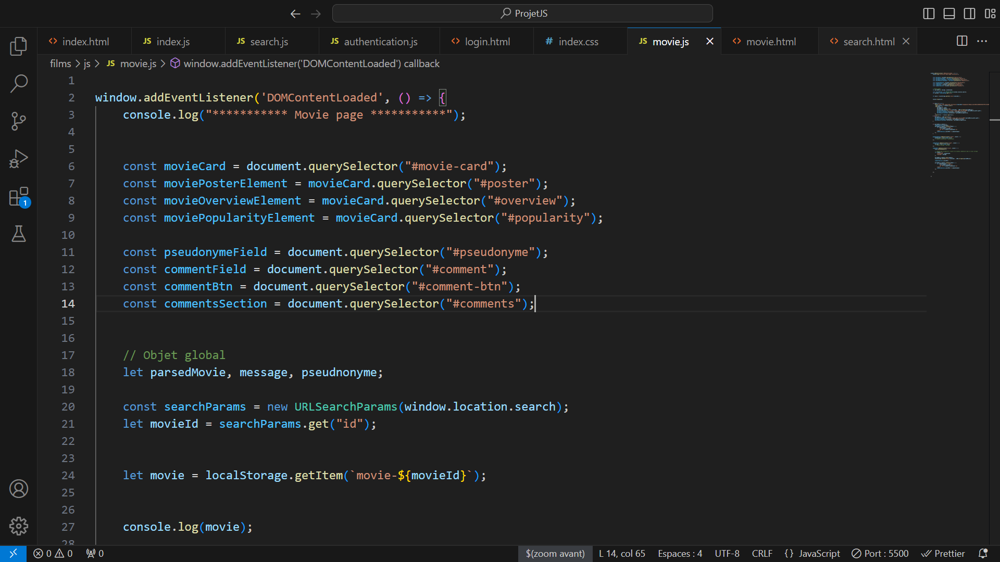 ProjetJS
index.html
JS index.js
JS search.js
JS authentication.js
login.html
# index.css
JS movie.js
movie.html
search.html
films > js > JS movie.js > window.addEventListener('DOMContentLoaded') callback
1
2 window.addEventListener('DOMContentLoaded', () => {
3 console.log("*********** Movie page ***********");
4
5
6 const movieCard = document.querySelector("#movie-card");
7 const moviePosterElement = movieCard.querySelector("#poster");
8 const movieOverviewElement = movieCard.querySelector("#overview");
9 const moviePopularityElement = movieCard.querySelector("#popularity");
10
11 const pseudonymeField = document.querySelector("#pseudonyme");
12 const commentField = document.querySelector("#comment");
13 const commentBtn = document.querySelector("#comment-btn");
14 const commentsSection = document.querySelector("#comments");
15
16
17 // Objet global
18 let parsedMovie, message, pseudnonyme;
19
20 const searchParams = new URLSearchParams(window.location.search);
21 let movieId = searchParams.get("id");
22
23
24 let movie = localStorage.getItem(`movie-${movieId}`);
25
26
27 console.log(movie);
28
1
0 0 0 $(zoom avant) L 14, col 65 Espaces : 4 UTF-8 CRLF {} JavaScript Port : 5500 Prettier